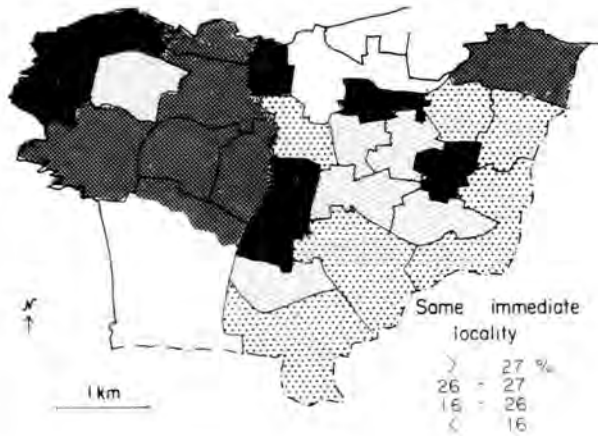 N
1 km
Same immediate
locality
> 27 %
26 - 27
16 - 26
< 16